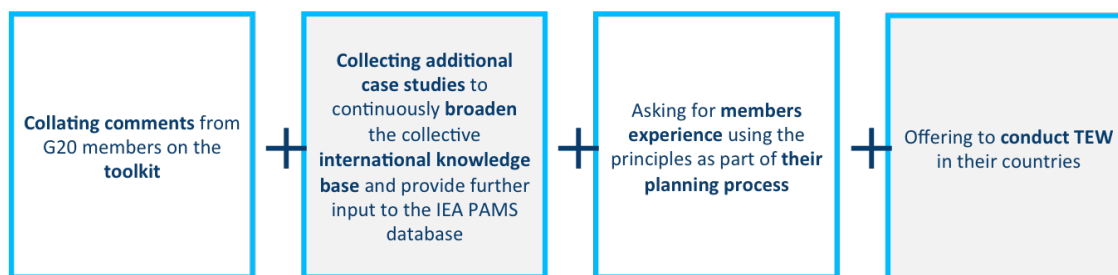 Collating comments from
G20 members on the
toolkit
+
Collecting additional
case studies to
continuously broaden
the collective
international knowledge
base and provide further
input to the IEA PAMS
database
+
Asking for members
experience using the
principles as part of their
planning process
+
Offering to conduct TEW
in their countries